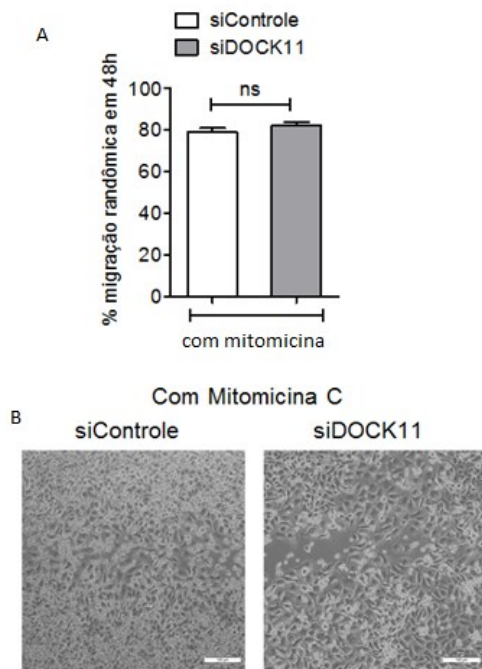 A
siControle
siDOCK11
ns
100
80
60
40
20
0
% migração randômica em 48h
com mitomicina
Com Mitomicina C
B
siControle
siDOCK11